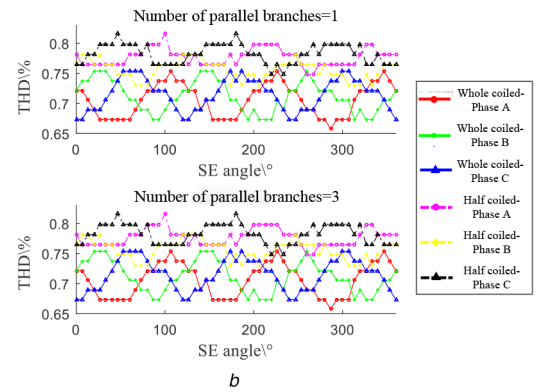 Number of parallel branches=1
THD\%
0.8
0.75
0.7
0.65
0
100
200
300
SE angle\°
Number of parallel branches=3
THD\%
0.8
0.75
0.7
0.65
0
100
200
300
SE angle\°
Whole coiled-
Phase A
Whole coiled-
Phase B
Whole coiled-
Phase C
Half coiled-
Phase A
Half coiled-
Phase B
Half coiled-
Phase C
b